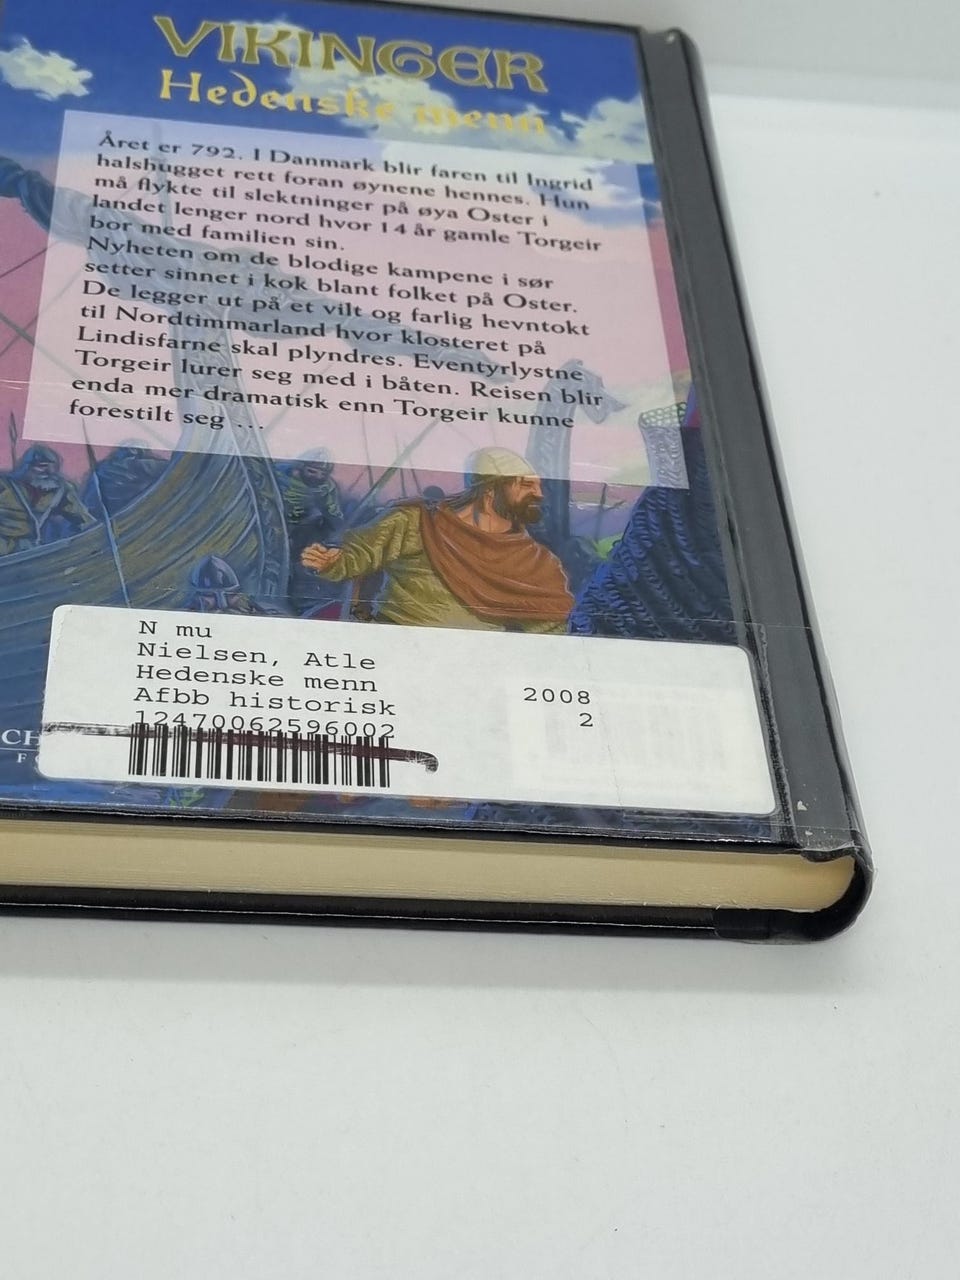 VIKINGER
Hedenske menn
Året er 792. I Danmark blir faren til Ingrid
halshugget rett foran øynene hennes. Hun
må flykte til slektninger på øya Oster i
landet lenger nord hvor 14 år gamle Torgeir
bor med familien sin.
Nyheten om de blodige kampene i sør
setter sinnet i kok blant folket på Oster.
De legger ut på et vilt og farlig hevntokt
til Nordtimmarland hvor klosteret på
Lindisfarne skal plyndres. Eventyrlystne
Torgeir lurer seg med i båten. Reisen blir
enda mer dramatisk enn Torgeir kunne
forestilt seg ...
N mu
Nielsen, Atle
Hedenske menn 2008
Afbb historisk 2
12470062596002